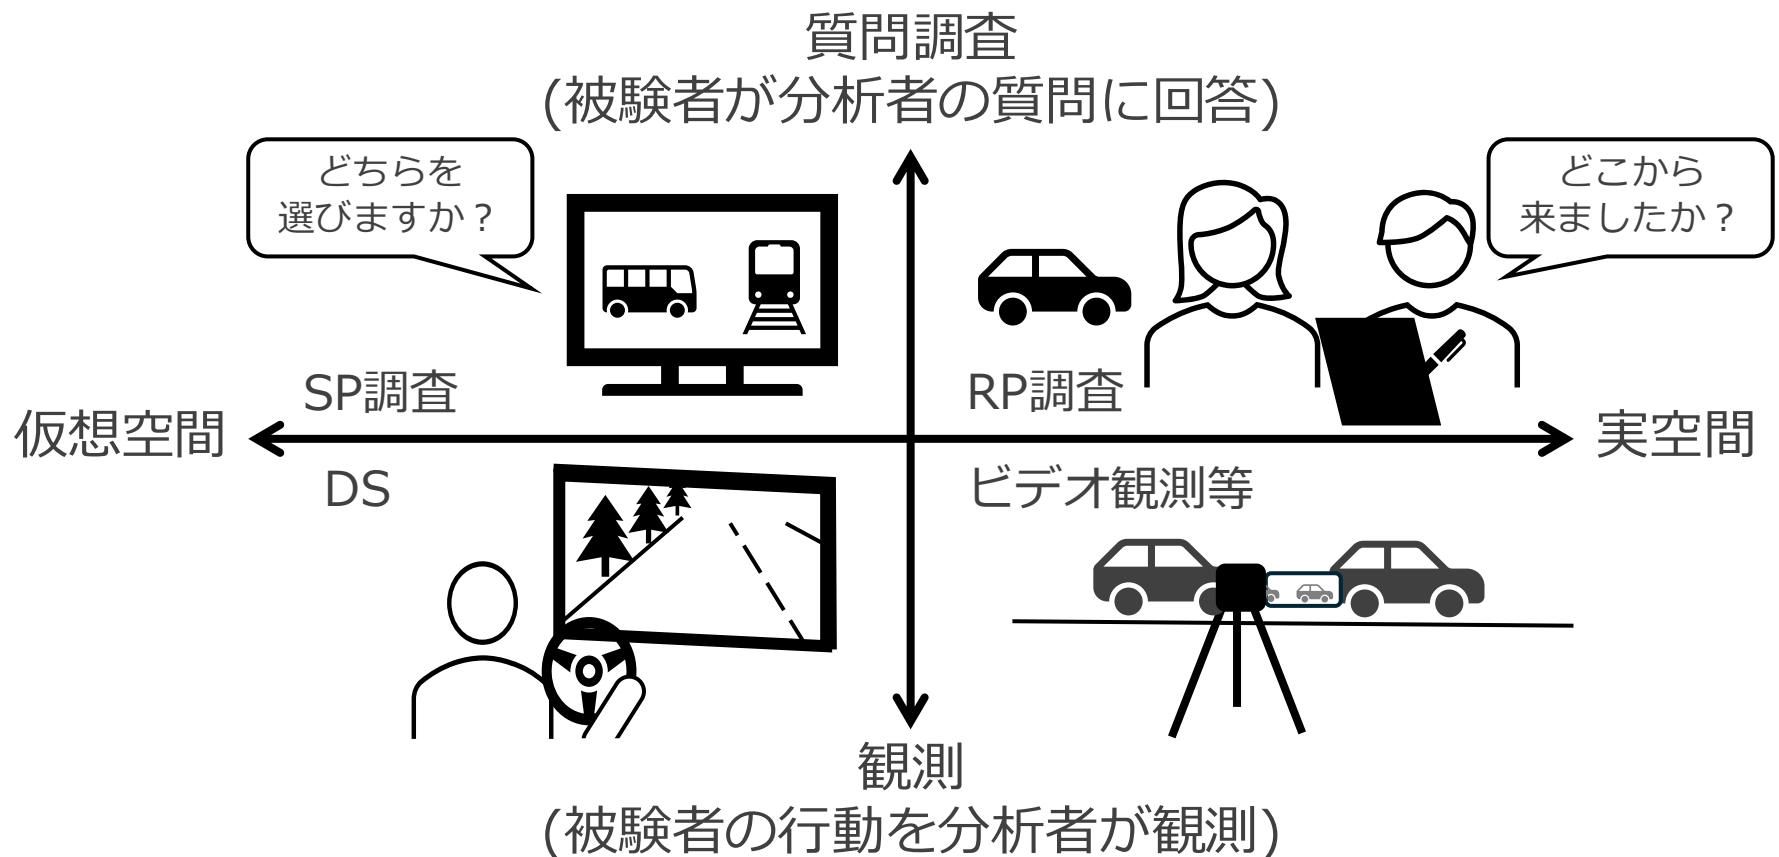 質問調査
(被験者が分析者の質問に回答)
どちらを
選びますか？
どこから
来ましたか？
SP調査
RP調査
仮想空間
実空間
DS
ビデオ観測等
観測
(被験者の行動を分析者が観測)